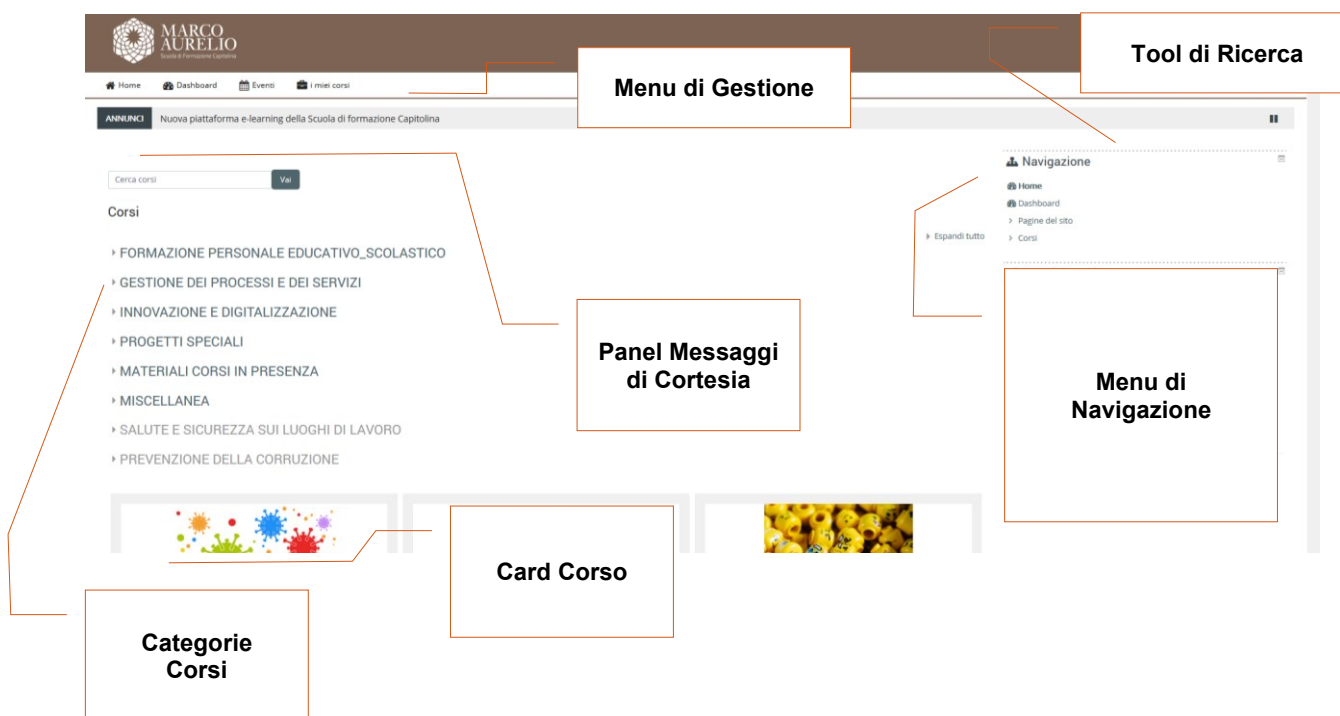 MARCO
AURELIO
Scuola di Formazione Capitolina
Tool di Ricerca
Menu di Gestione
Home Dashboard Eventi i miei corsi
ANNUNCI Nuova piattaforma e-learning della Scuola di formazione Capitolina
Navigazione
Cerca corsi Vai
Home
Dashboard
Corsi
Pagine del sito
Espandi tutto
Corsi
FORMAZIONE PERSONALE EDUCATIVO_SCOLASTICO
GESTIONE DEI PROCESSI E DEI SERVIZI
INNOVAZIONE E DIGITALIZZAZIONE
PROGETTI SPECIALI
MATERIALI CORSI IN PRESENZA
MISCELLANEA
SALUTE E SICUREZZA SUI LUOGHI DI LAVORO
PREVENZIONE DELLA CORRUZIONE
Panel Messaggi
di Cortesia
Menu di
Navigazione
Card Corso
Categorie
Corsi